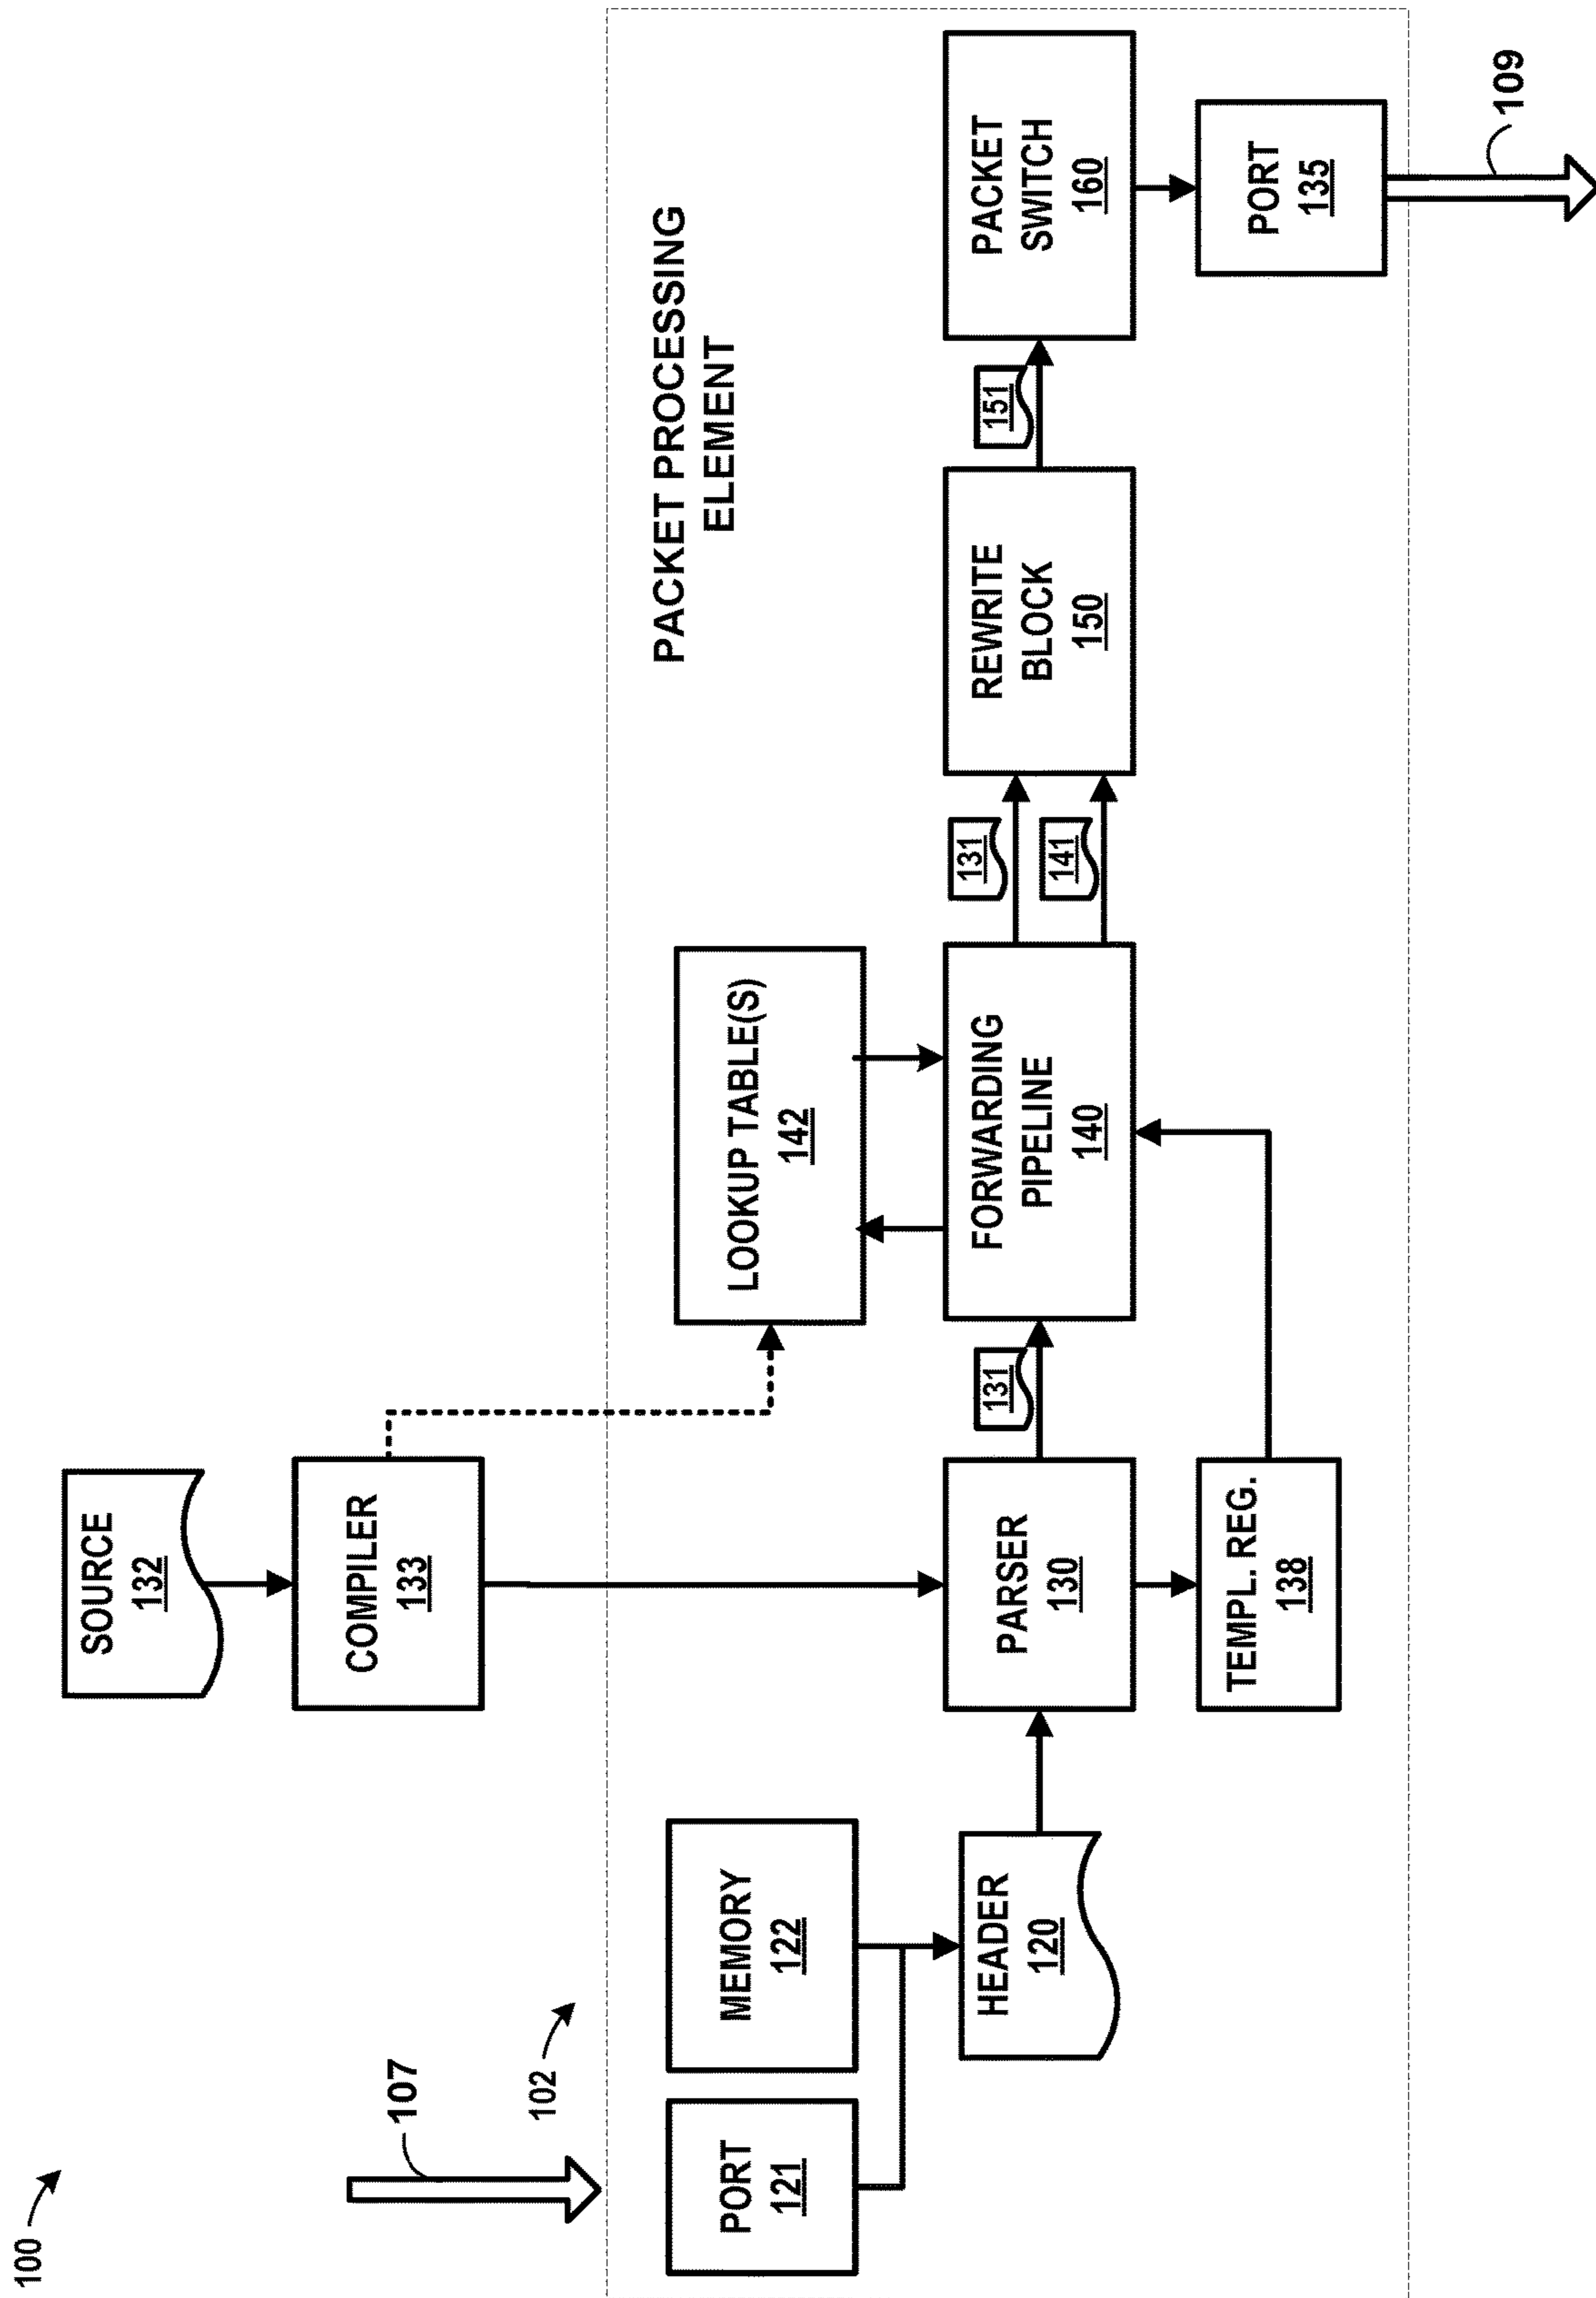 100
107
102
SOURCE
132
COMPILER
133
PACKET PROCESSING
ELEMENT
PORT
121
MEMORY
122
LOOKUP TABLE(S)
142
HEADER
120
PARSER
130
131
FORWARDING
PIPELINE
140
131
141
REWRITE
BLOCK
150
151
PACKET
SWITCH
160
TEMPL. REG.
138
PORT
135
109